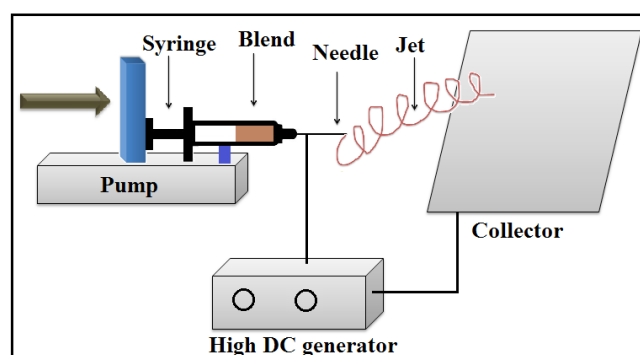 Syringe
Blend
Needle
Jet
Pump
Collector
High DC generator